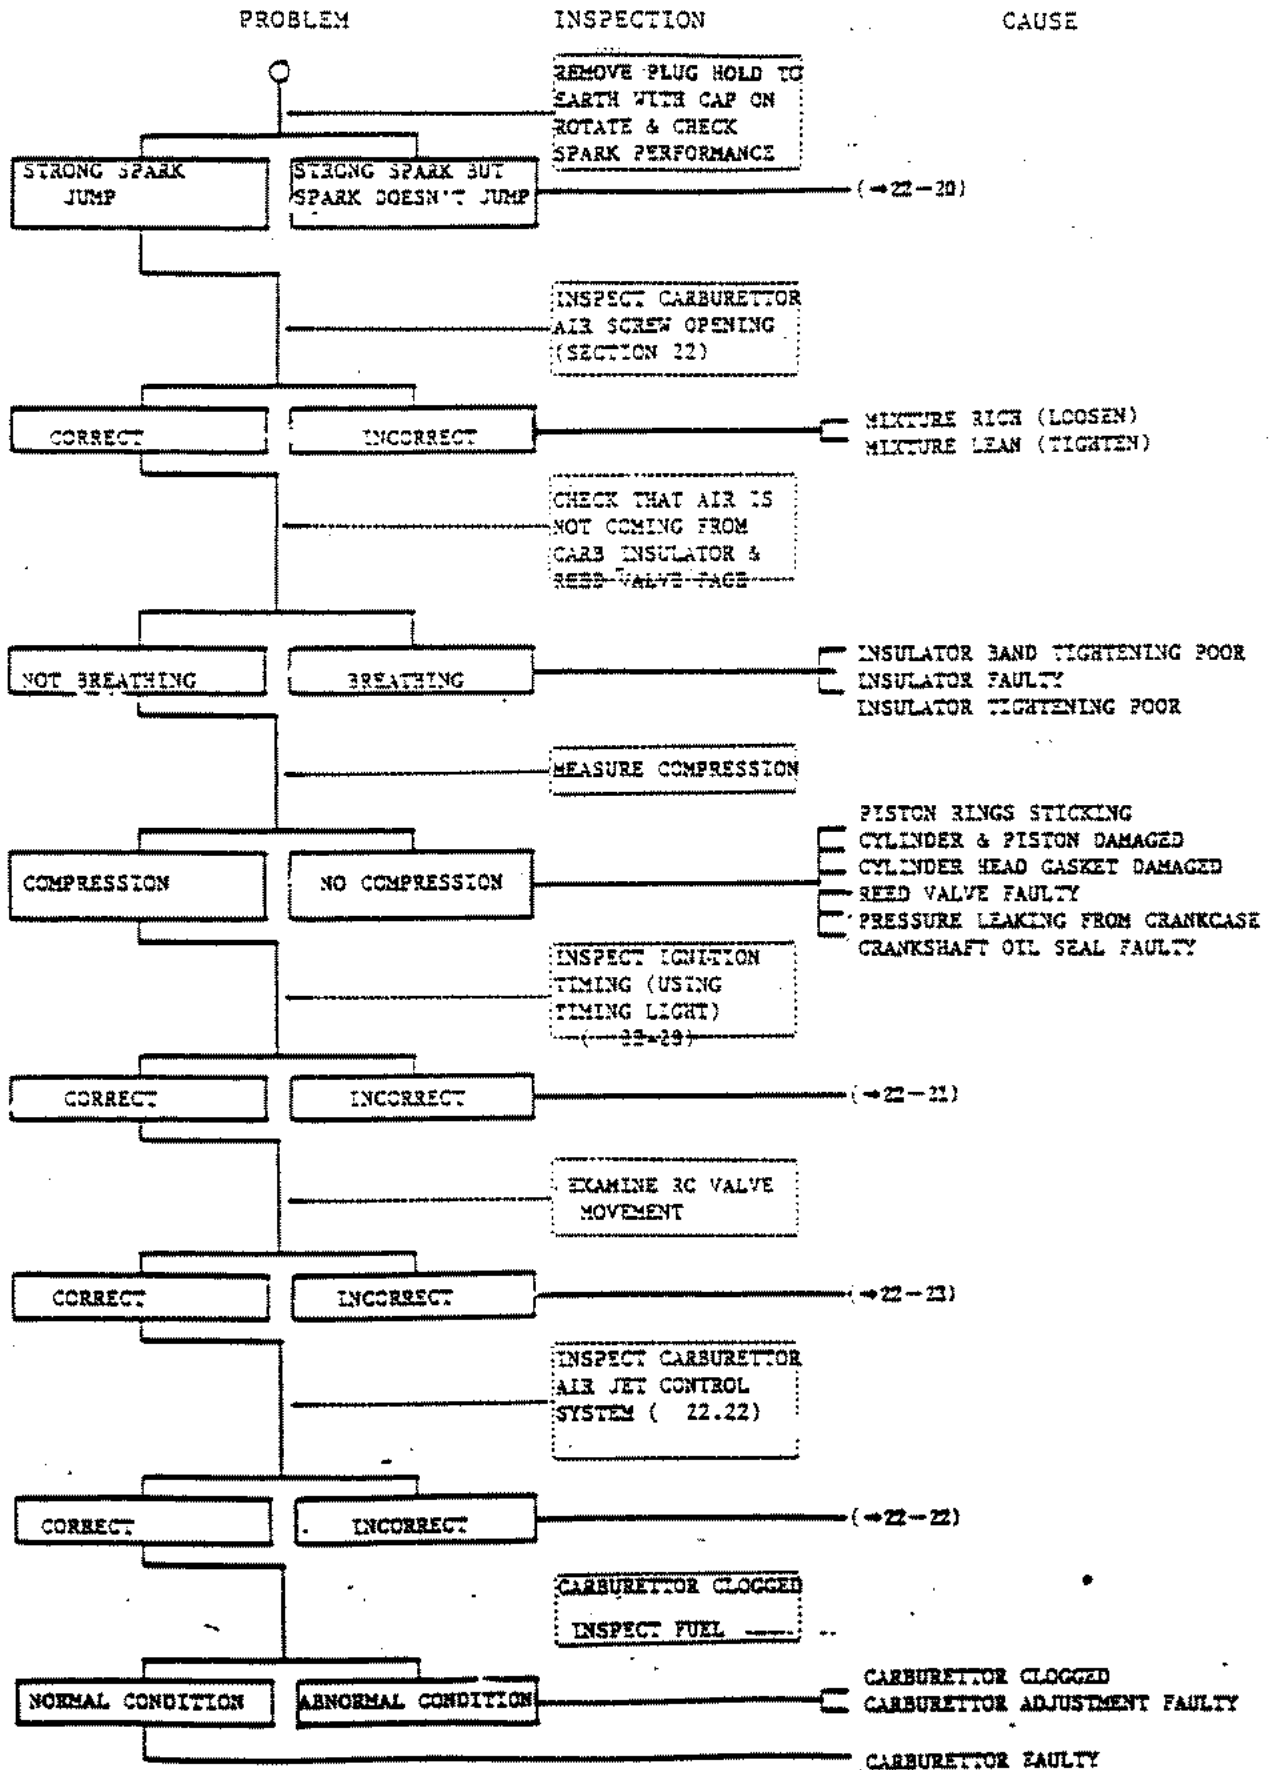 PROBLEM INSPECTION CAUSE
REMOVE PLUG HOLD TO
EARTH WITH CAP ON
ROTATE & CHECK
SPARK PERFORMANCE
STRONG SPARK
JUMP
STRONG SPARK BUT
SPARK DOESN'T JUMP
(→22-20)
INSPECT CARBURETTOR
AIR SCREW OPENING
(SECTION 22)
CORRECT
INCORRECT
MIXTURE RICH (LOOSEN)
MIXTURE LEAN (TIGHTEN)
CHECK THAT AIR IS
NOT COMING FROM
CARB INSULATOR &
REED VALVE FACE
NOT BREATHING
BREATHING
INSULATOR BAND TIGHTENING POOR
INSULATOR FAULTY
INSULATOR TIGHTENING POOR
MEASURE COMPRESSION
COMPRESSION
NO COMPRESSION
PISTON RINGS STICKING
CYLINDER & PISTON DAMAGED
CYLINDER HEAD GASKET DAMAGED
REED VALVE FAULTY
PRESSURE LEAKING FROM CRANKCASE
CRANKSHAFT OIL SEAL FAULTY
INSPECT IGNITION
TIMING (USING
TIMING LIGHT)
CORRECT
INCORRECT
(→22-21)
EXAMINE RC VALVE
MOVEMENT
CORRECT
INCORRECT
(→22-23)
INSPECT CARBURETTOR
AIR JET CONTROL
SYSTEM ( 22.22)
CORRECT
INCORRECT
(→22-22)
CARBURETTOR CLOGGED
INSPECT FUEL
NORMAL CONDITION
ABNORMAL CONDITION
CARBURETTOR CLOGGED
CARBURETTOR ADJUSTMENT FAULTY
CARBURETTOR FAULTY